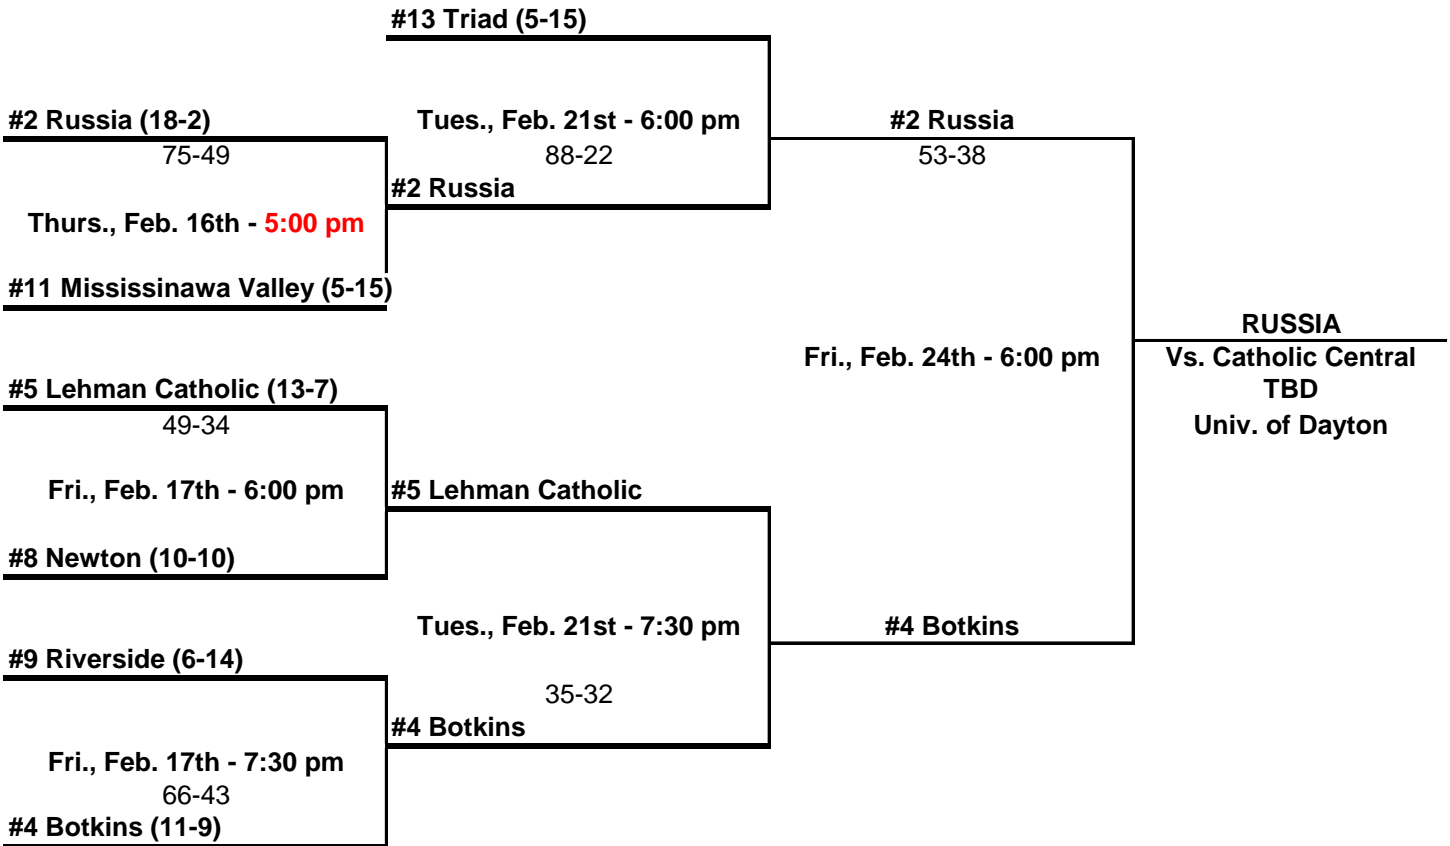 #13 Triad (5-15)
#2 Russia (18-2)
Tues., Feb. 21st - 6:00 pm
#2 Russia
75-49
88-22
53-38
#2 Russia
Thurs., Feb. 16th - 5:00 pm
#11 Mississinawa Valley (5-15)
RUSSIA
Fri., Feb. 24th - 6:00 pm
Vs. Catholic Central
#5 Lehman Catholic (13-7)
TBD
49-34
Univ. of Dayton
Fri., Feb. 17th - 6:00 pm
#5 Lehman Catholic
#8 Newton (10-10)
Tues., Feb. 21st - 7:30 pm
#4 Botkins
#9 Riverside (6-14)
35-32
#4 Botkins
Fri., Feb. 17th - 7:30 pm
66-43
#4 Botkins (11-9)